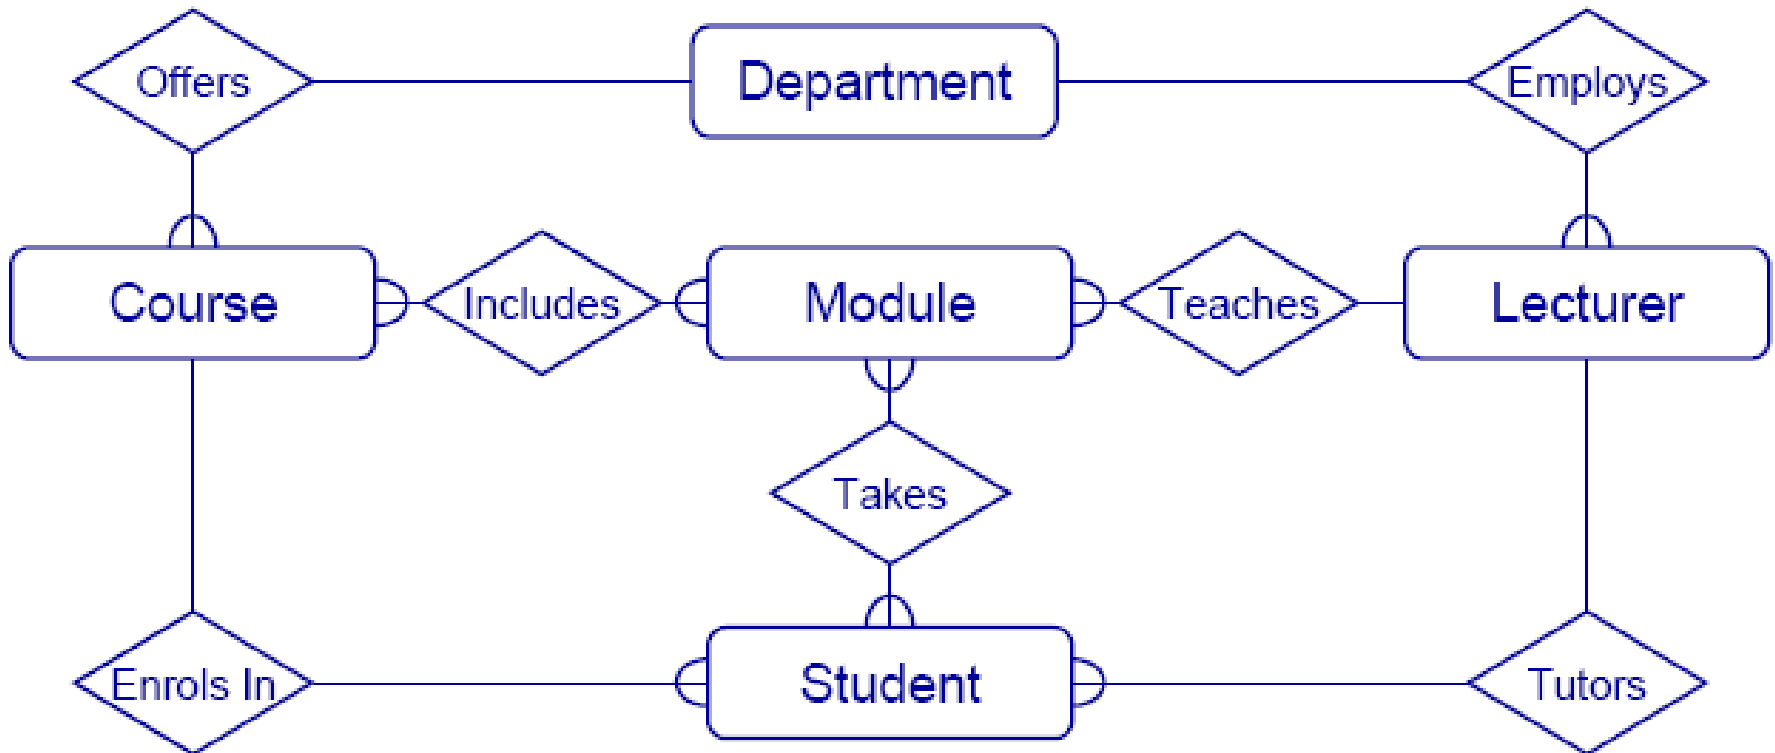 Offers
Department
Employs
Course
Includes
Module
Teaches
Lecturer
Takes
Enrols In
Student
Tutors